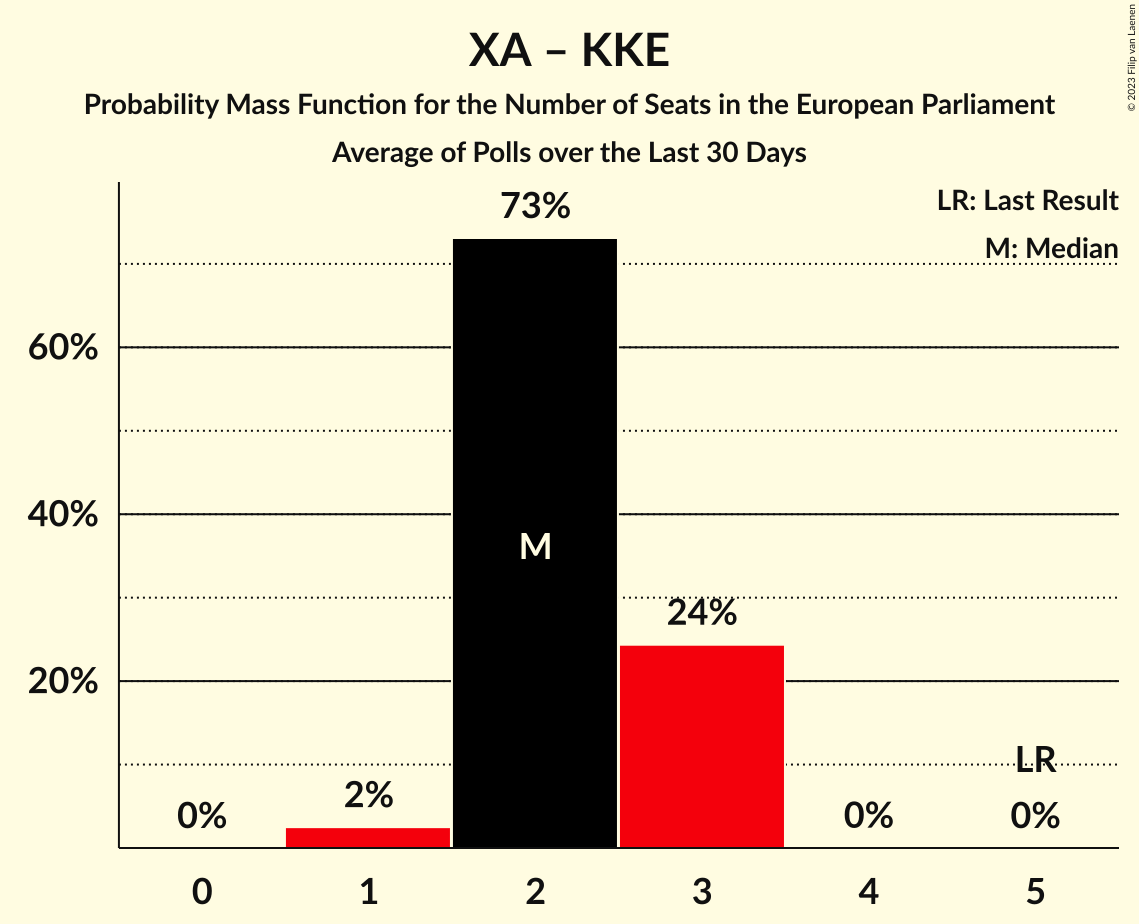 XA – KKE
Probability Mass Function for the Number of Seats in the European Parliament
Average of Polls over the Last 30 Days
© 2023 Filip van Laenen
LR: Last Result
M: Median
73%
60%
40%
20%
M
24%
LR
0%
2%
0%
0%
0 1 2 3 4 5